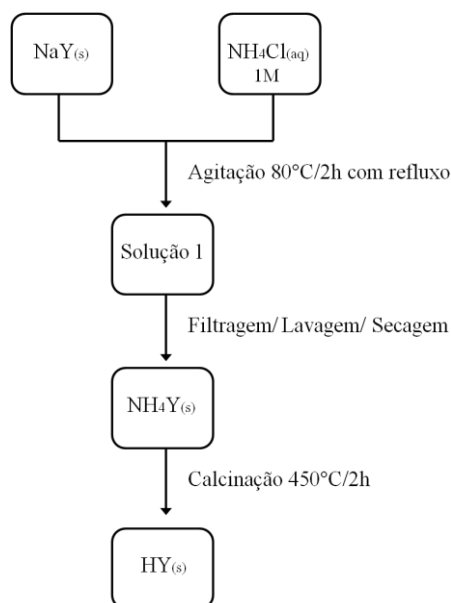 NaY(s)
NH4Cl(aq)
1M
Agitação 80°C/2h com refluxo
Solução 1
Filtragem/ Lavagem/ Secagem
NH4Y(s)
Calcinação 450°C/2h
HY(s)